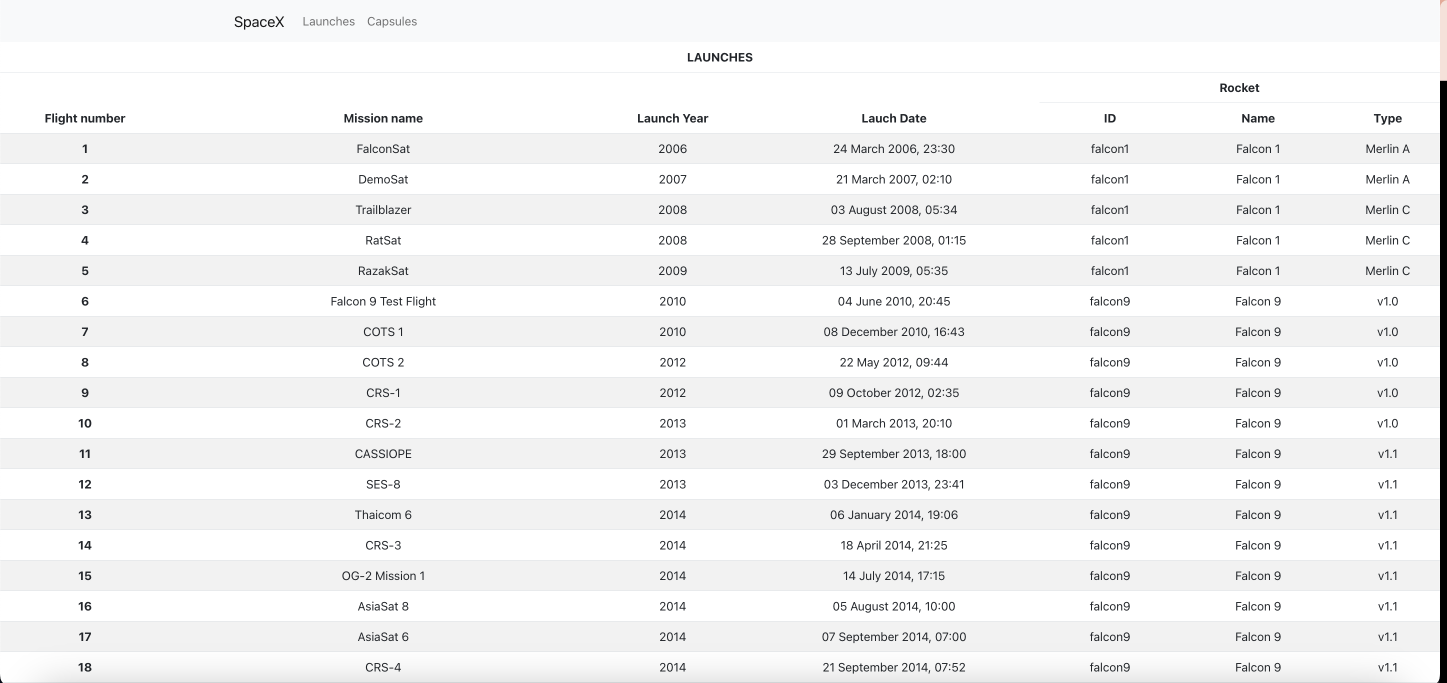 SpaceX Launches Capsules
LAUNCHES
Rocket
Flight number Mission name Launch Year Lauch Date ID Name Type
1 FalconSat 2006 24 March 2006, 23:30 falcon1 Falcon 1 Merlin A
2 DemoSat 2007 21 March 2007, 02:10 falcon1 Falcon 1 Merlin A
3 Trailblazer 2008 03 August 2008, 05:34 falcon1 Falcon 1 Merlin C
4 RatSat 2008 28 September 2008, 01:15 falcon1 Falcon 1 Merlin C
5 RazakSat 2009 13 July 2009, 05:35 falcon1 Falcon 1 Merlin C
6 Falcon 9 Test Flight 2010 04 June 2010, 20:45 falcon9 Falcon 9 v1.0
7 COTS 1 2010 08 December 2010, 16:43 falcon9 Falcon 9 v1.0
8 COTS 2 2012 22 May 2012, 09:44 falcon9 Falcon 9 v1.0
9 CRS-1 2012 09 October 2012, 02:35 falcon9 Falcon 9 v1.0
10 CRS-2 2013 01 March 2013, 20:10 falcon9 Falcon 9 v1.0
11 CASSIOPE 2013 29 September 2013, 18:00 falcon9 Falcon 9 v1.1
12 SES-8 2013 03 December 2013, 23:41 falcon9 Falcon 9 v1.1
13 Thaicom 6 2014 06 January 2014, 19:06 falcon9 Falcon 9 v1.1
14 CRS-3 2014 18 April 2014, 21:25 falcon9 Falcon 9 v1.1
15 OG-2 Mission 1 2014 14 July 2014, 17:15 falcon9 Falcon 9 v1.1
16 AsiaSat 8 2014 05 August 2014, 10:00 falcon9 Falcon 9 v1.1
17 AsiaSat 6 2014 07 September 2014, 07:00 falcon9 Falcon 9 v1.1
18 CRS-4 2014 21 September 2014, 07:52 falcon9 Falcon 9 v1.1